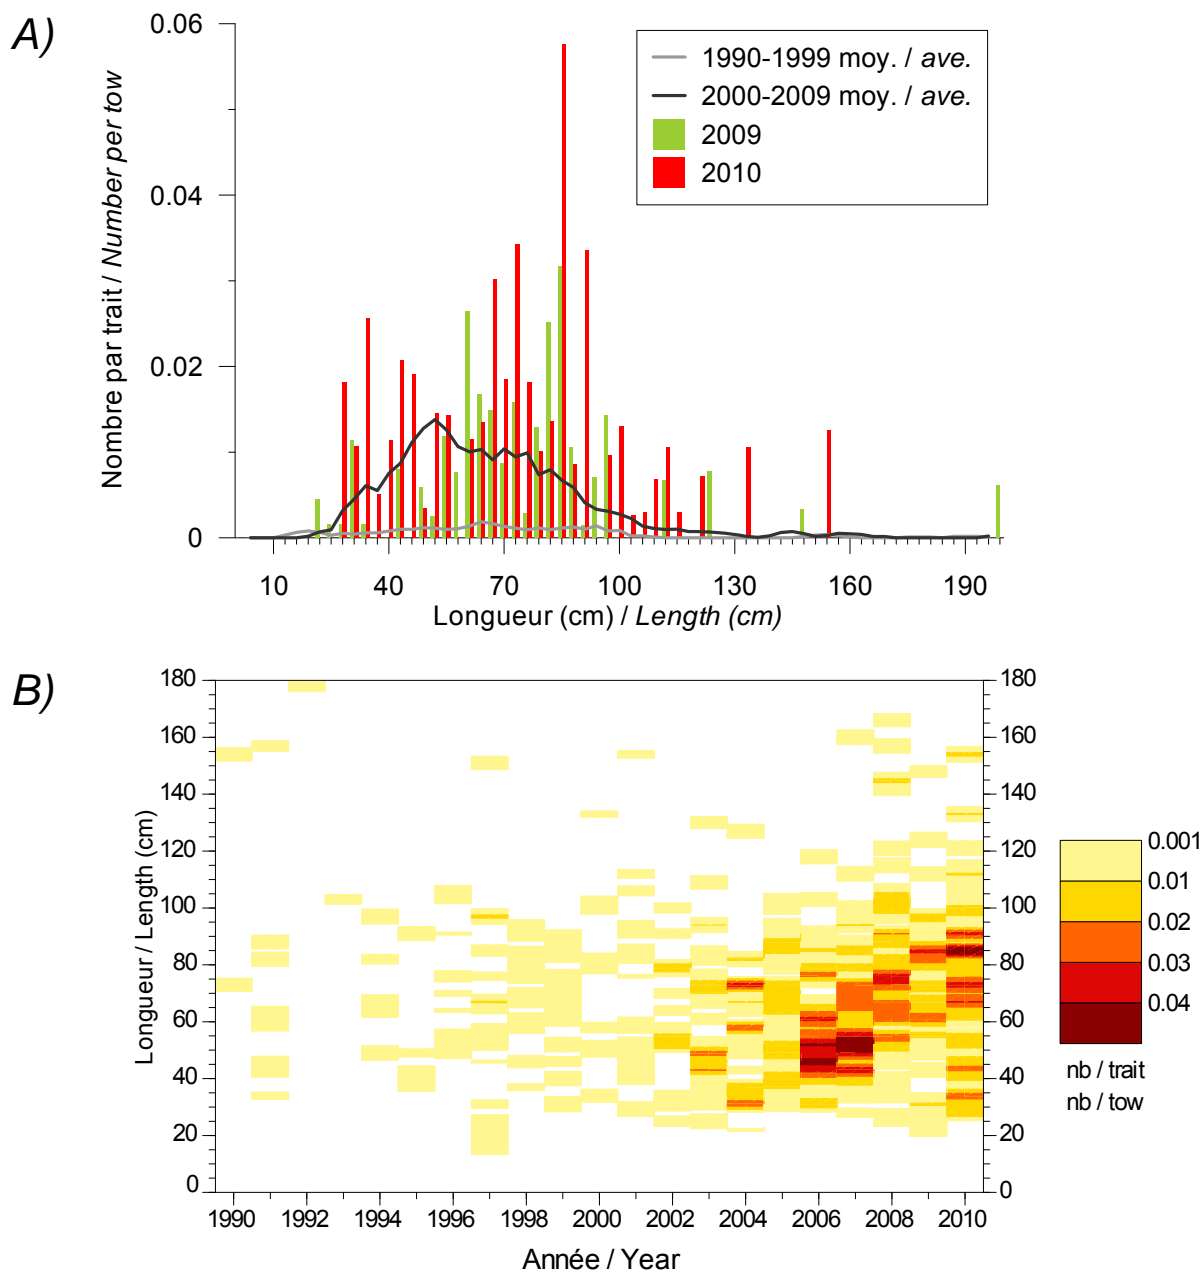 A)
Nombre par trait / Number per tow
0.06
0.04
0.02
0
1990-1999 moy. / ave.
2000-2009 moy. / ave.
2009
2010
10 40 70 100 130 160 190
Longueur (cm) / Length (cm)
B)
Longueur / Length (cm)
180 180
160 160
140 140
120 120
100 100
80 80
60 60
40 40
20 20
0 0
1990 1992 1994 1996 1998 2000 2002 2004 2006 2008 2010
Année / Year
0.001
0.01
0.02
0.03
0.04
nb / trait
nb / tow